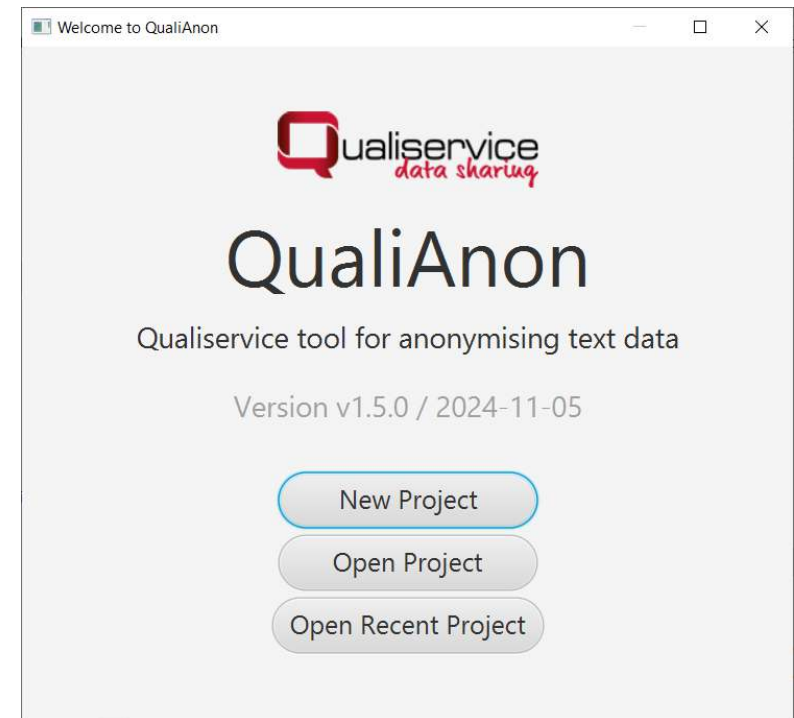 Welcome to QualiAnon
Qualiservice
data sharing
QualiAnon
Qualiservice tool for anonymising text data
Version v1.5.0 / 2024-11-05
New Project
Open Project
Open Recent Project